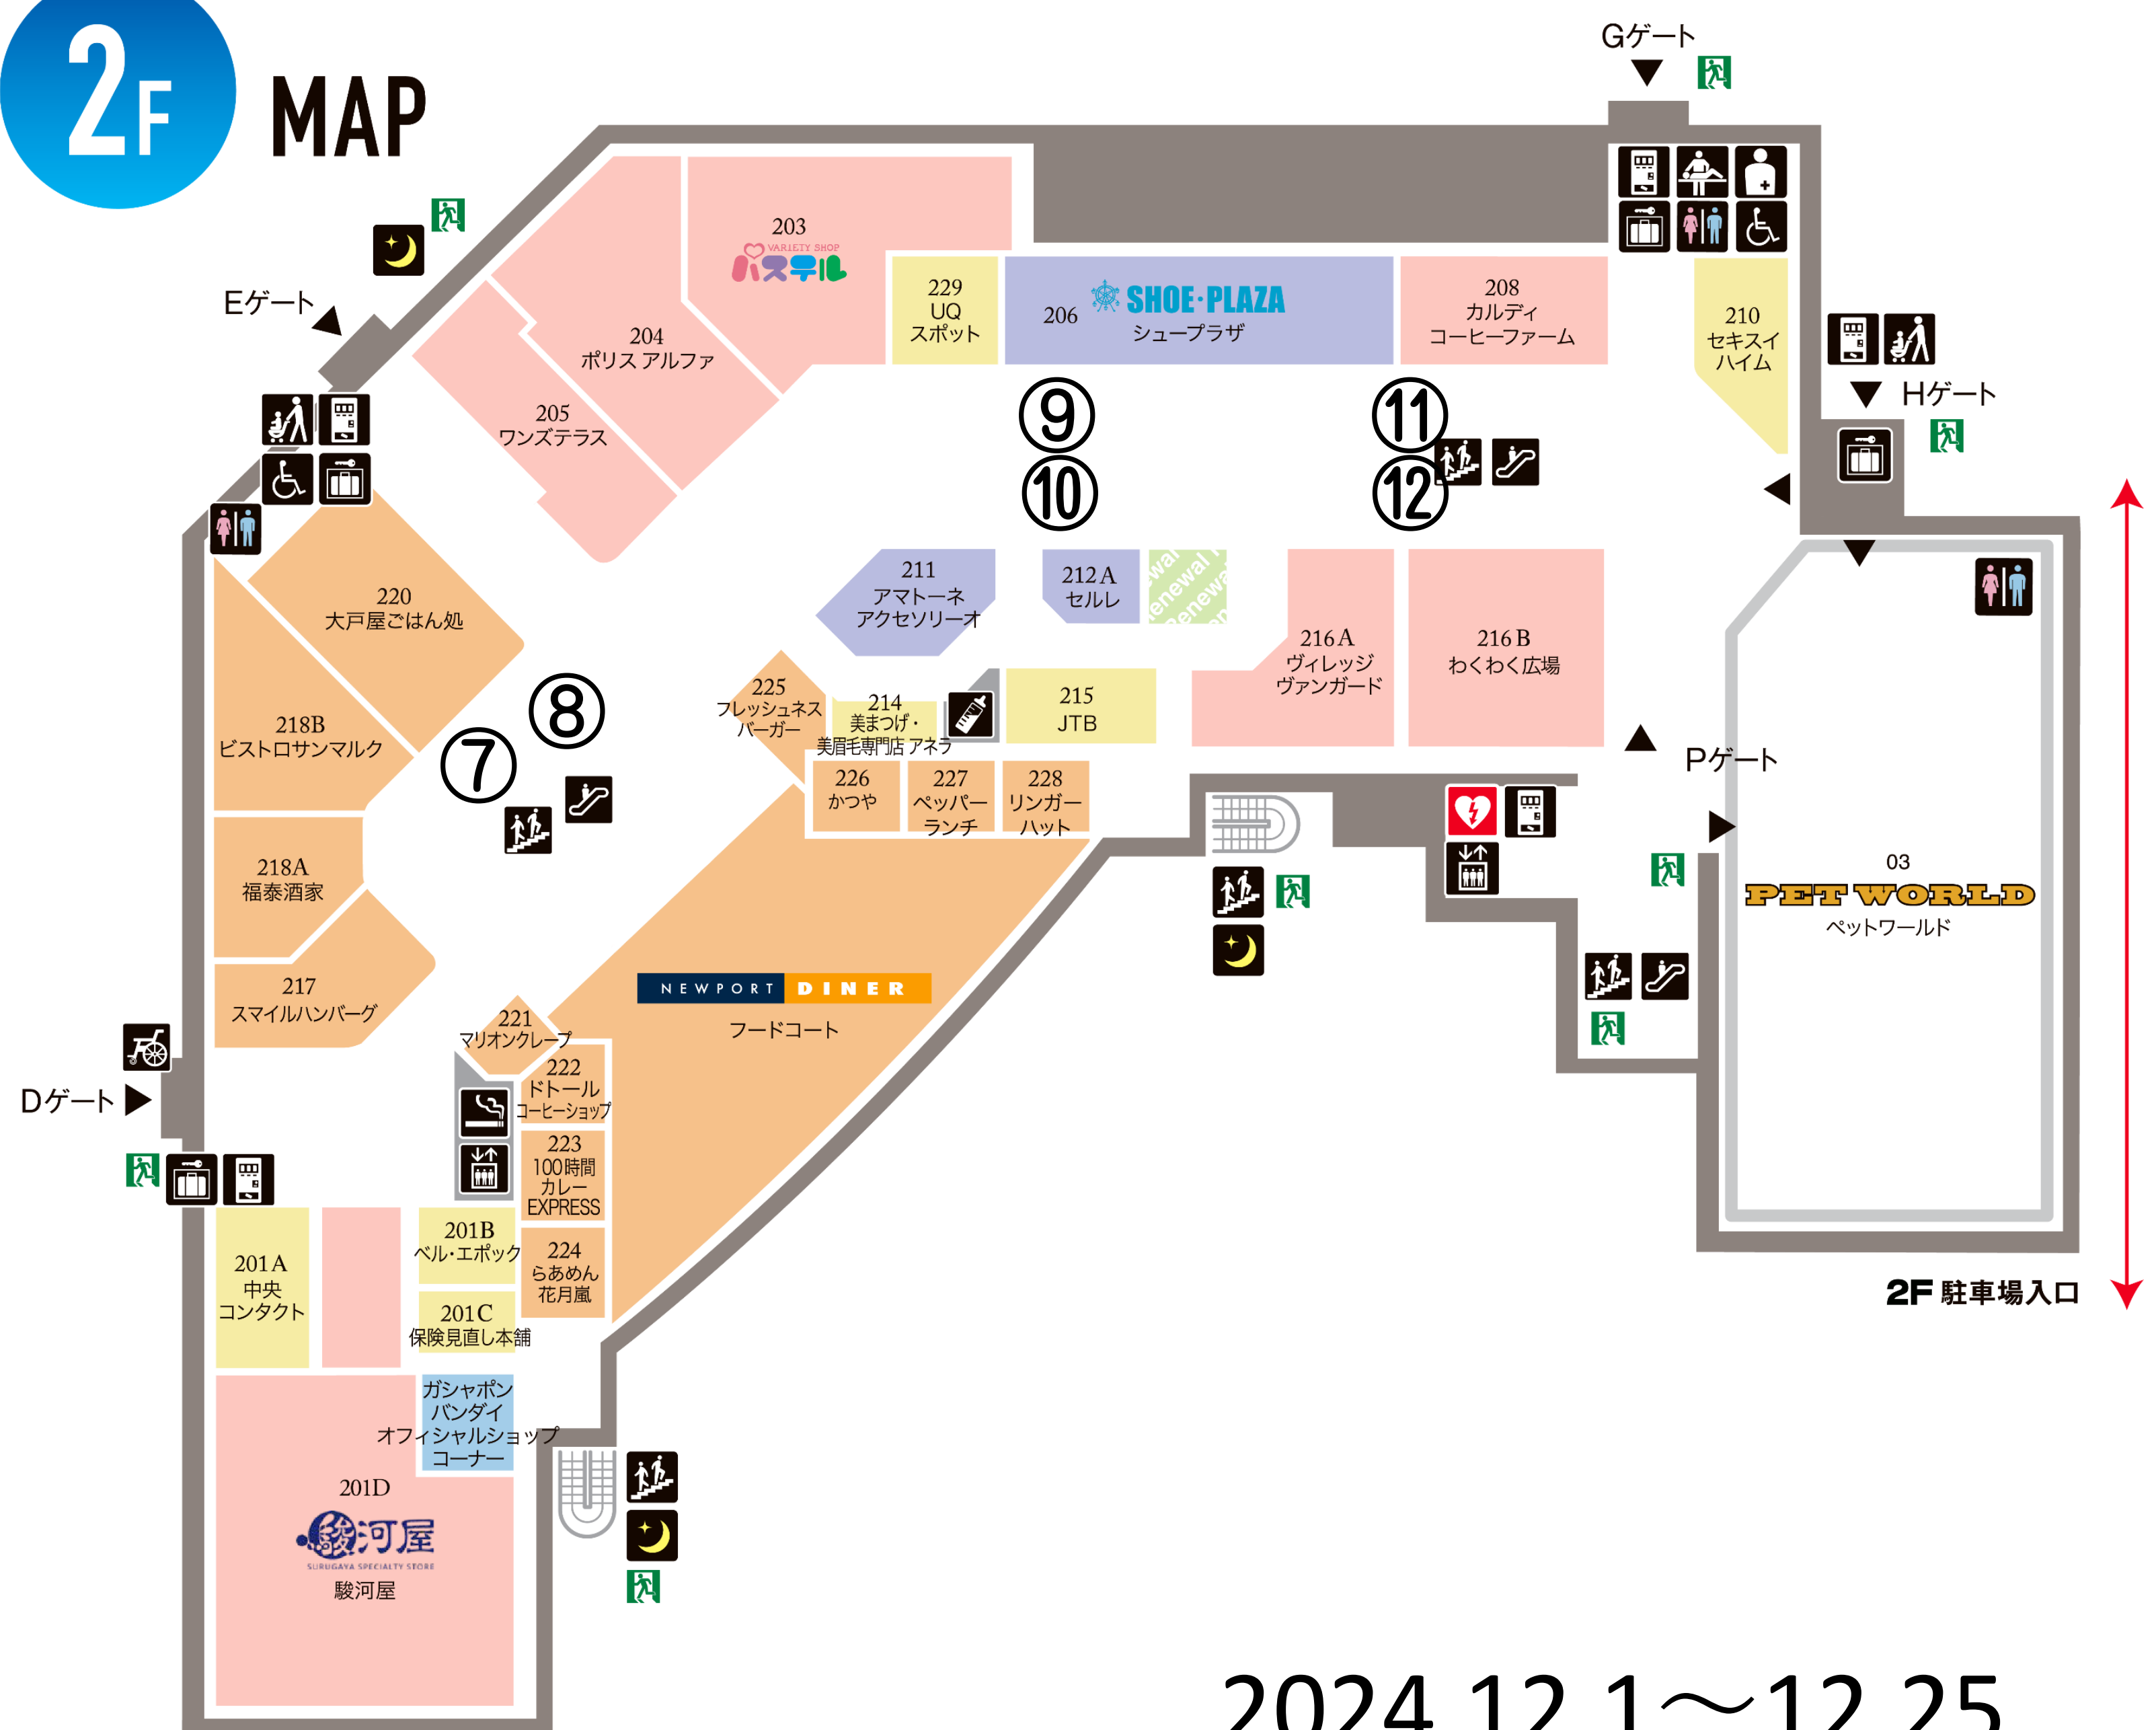 2F
MAP
Gゲート
Eゲート
203
VARIETY SHOP
パステル
204
ポリス アルファ
205
ワンズテラス
229
UQ
スポット
206
SHOE・PLAZA
シュープラザ
208
カルディ
コーヒーファーム
210
セキスイ
ハイム
Hゲート
⑨
⑩
⑪
⑫
211
アマトーネ
アクセソリーオ
212A
セルレ
216A
ヴィレッジ
ヴァンガード
216B
わくわく広場
220
大戸屋ごはん処
218B
ビストロサンマルク
⑦
⑧
225
フレッシュネス
バーガー
214
美まつげ・
美眉毛専門店 アネラ
215
JTB
226
かつや
227
ペッパー
ランチ
228
リンガー
ハット
Pゲート
218A
福泰酒家
217
スマイルハンバーグ
03
PET WORLD
ペットワールド
NEWPORT DINER
フードコート
Dゲート
221
マリオンクレープ
222
ドトール
コーヒーショップ
223
100時間
カレー
EXPRESS
224
らあめん
花月嵐
201A
中央
コンタクト
201B
ベル・エポック
201C
保険見直し本舗
ガシャポン
バンダイ
オフィシャルショップ
コーナー
201D
駿河屋
SURUGAYA SPECIALTY STORE
駿河屋
2F 駐車場入口
2024.12.1～12.25